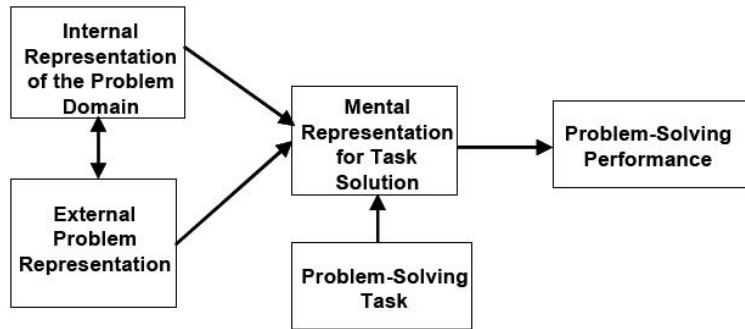 Internal
Representation
of the Problem
Domain
External
Problem
Representation
Mental
Representation
for Task
Solution
Problem-Solving
Task
Problem-Solving
Performance